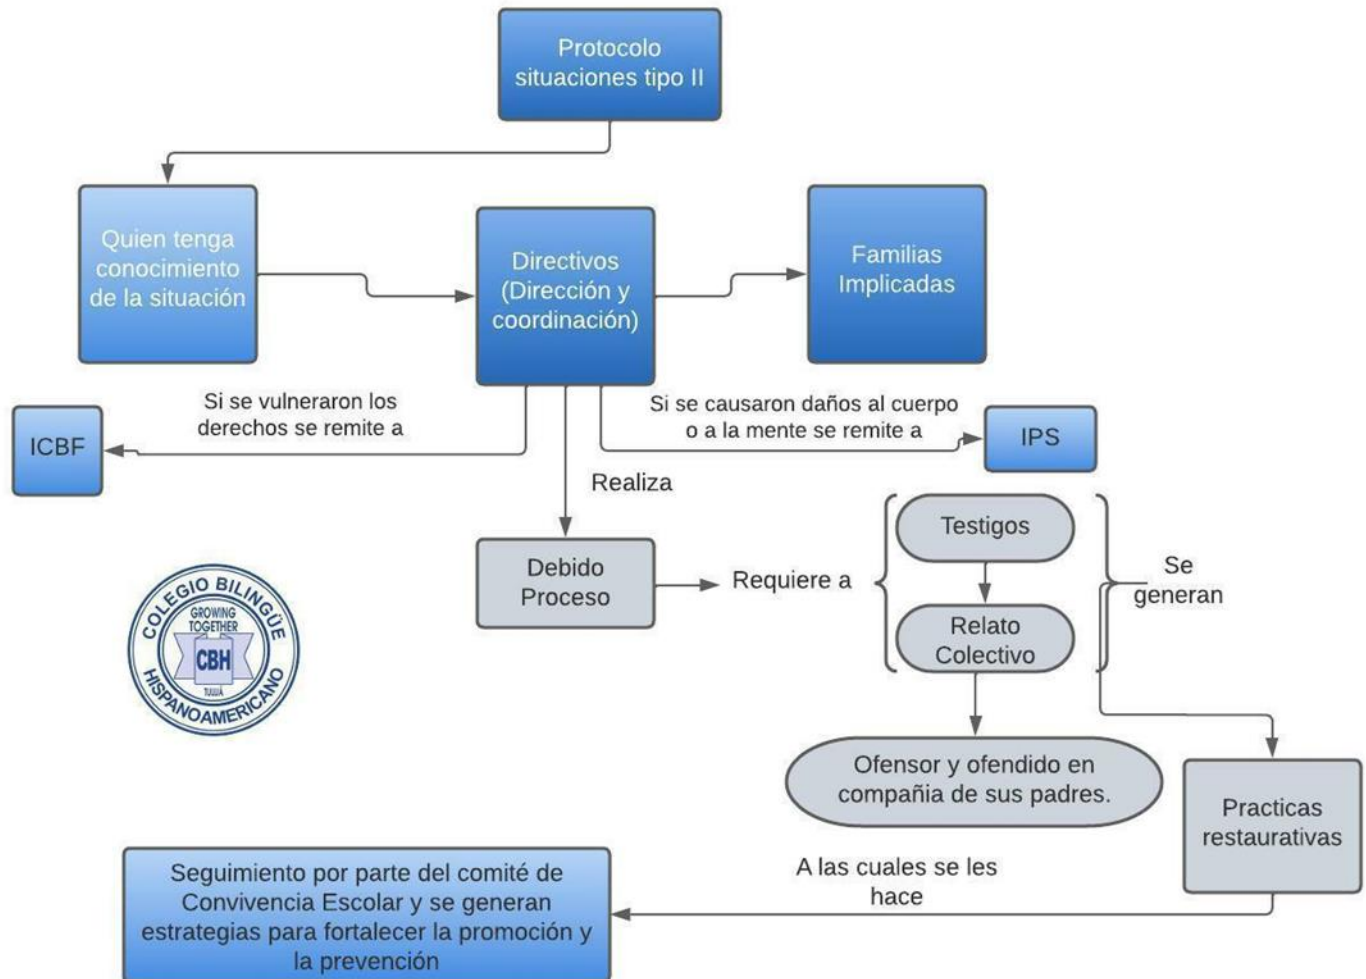 Protocolo
situaciones tipo II
Quien tenga
conocimiento
de la situación
Directivos
(Dirección y
coordinación)
Familias
Implicadas
Si se vulneraron los
derechos se remite a
Si se causaron daños al cuerpo
o a la mente se remite a
ICBF
IPS
Realiza
Debido
Proceso
Requiere a
Testigos
Relato
Colectivo
Se
generan
COLEGIO BILINGÜE
GROWING
TOGETHER
CBH
TULUÁ
HISPANOAMERICANO
Ofensor y ofendido en
compañia de sus padres.
Practicas
restaurativas
A las cuales se les
hace
Seguimiento por parte del comité de
Convivencia Escolar y se generan
estrategias para fortalecer la promoción y
la prevención